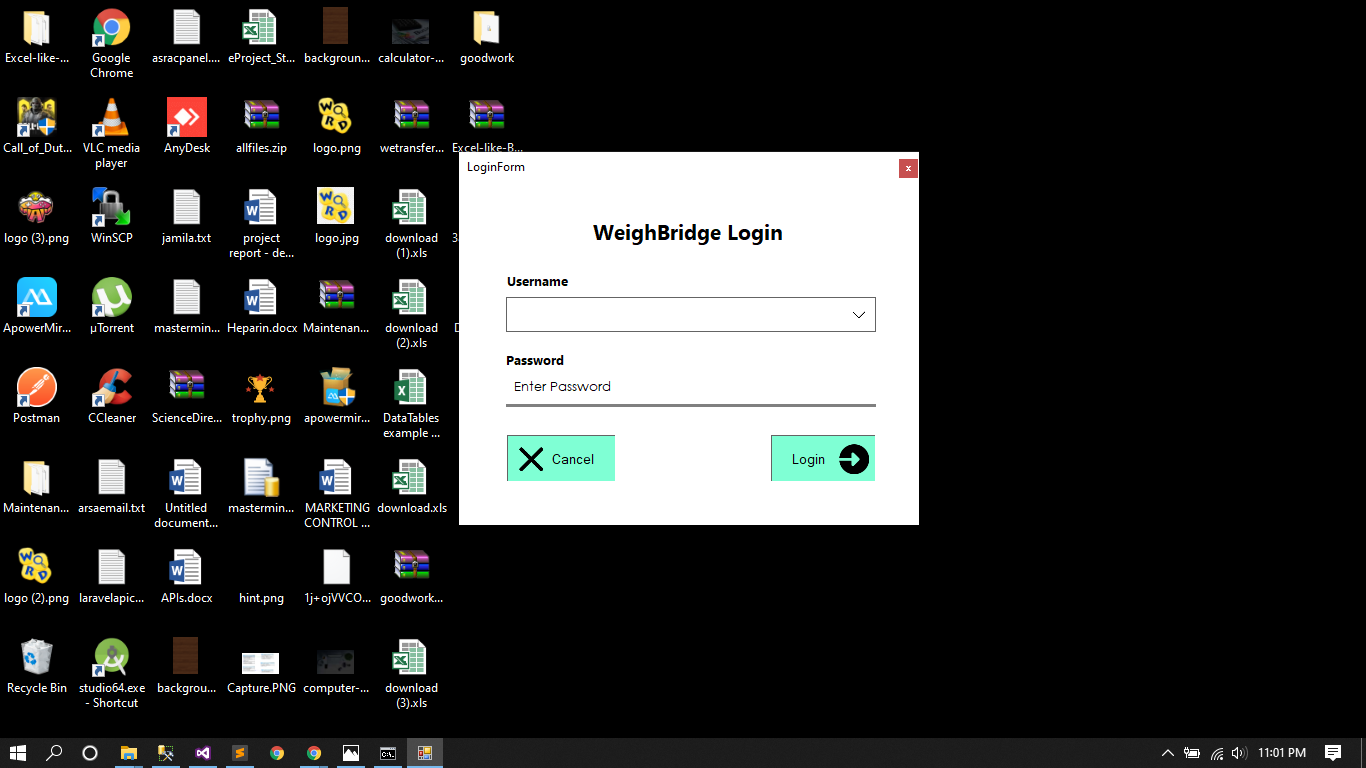 Excel-like-...
Google
Chrome
asracpanel....
eProject_St...
backgroun...
calculator-...
goodwork
Call_of_Dut...
VLC media
player
AnyDesk
allfiles.zip
logo.png
wetransfer...
Excel-like-B...
logo (3).png
WinSCP
jamila.txt
project
report - de...
logo.jpg
download
(1).xls
ApowerMir...
µTorrent
mastermin...
Heparin.docx
Maintenan...
download
(2).xls
Postman
CCleaner
ScienceDire...
trophy.png
apowermir...
DataTables
example ...
Maintenan...
arsaemail.txt
Untitled
document...
mastermin...
MARKETING
CONTROL ...
download.xls
logo (2).png
laravelapic...
APIs.docx
hint.png
1j+ojVVCO...
goodwork...
Recycle Bin
studio64.exe
- Shortcut
backgrou...
Capture.PNG
computer-...
download
(3).xls
LoginForm
x
WeighBridge Login
Username
Password
Enter Password
Cancel
Login
11:01 PM